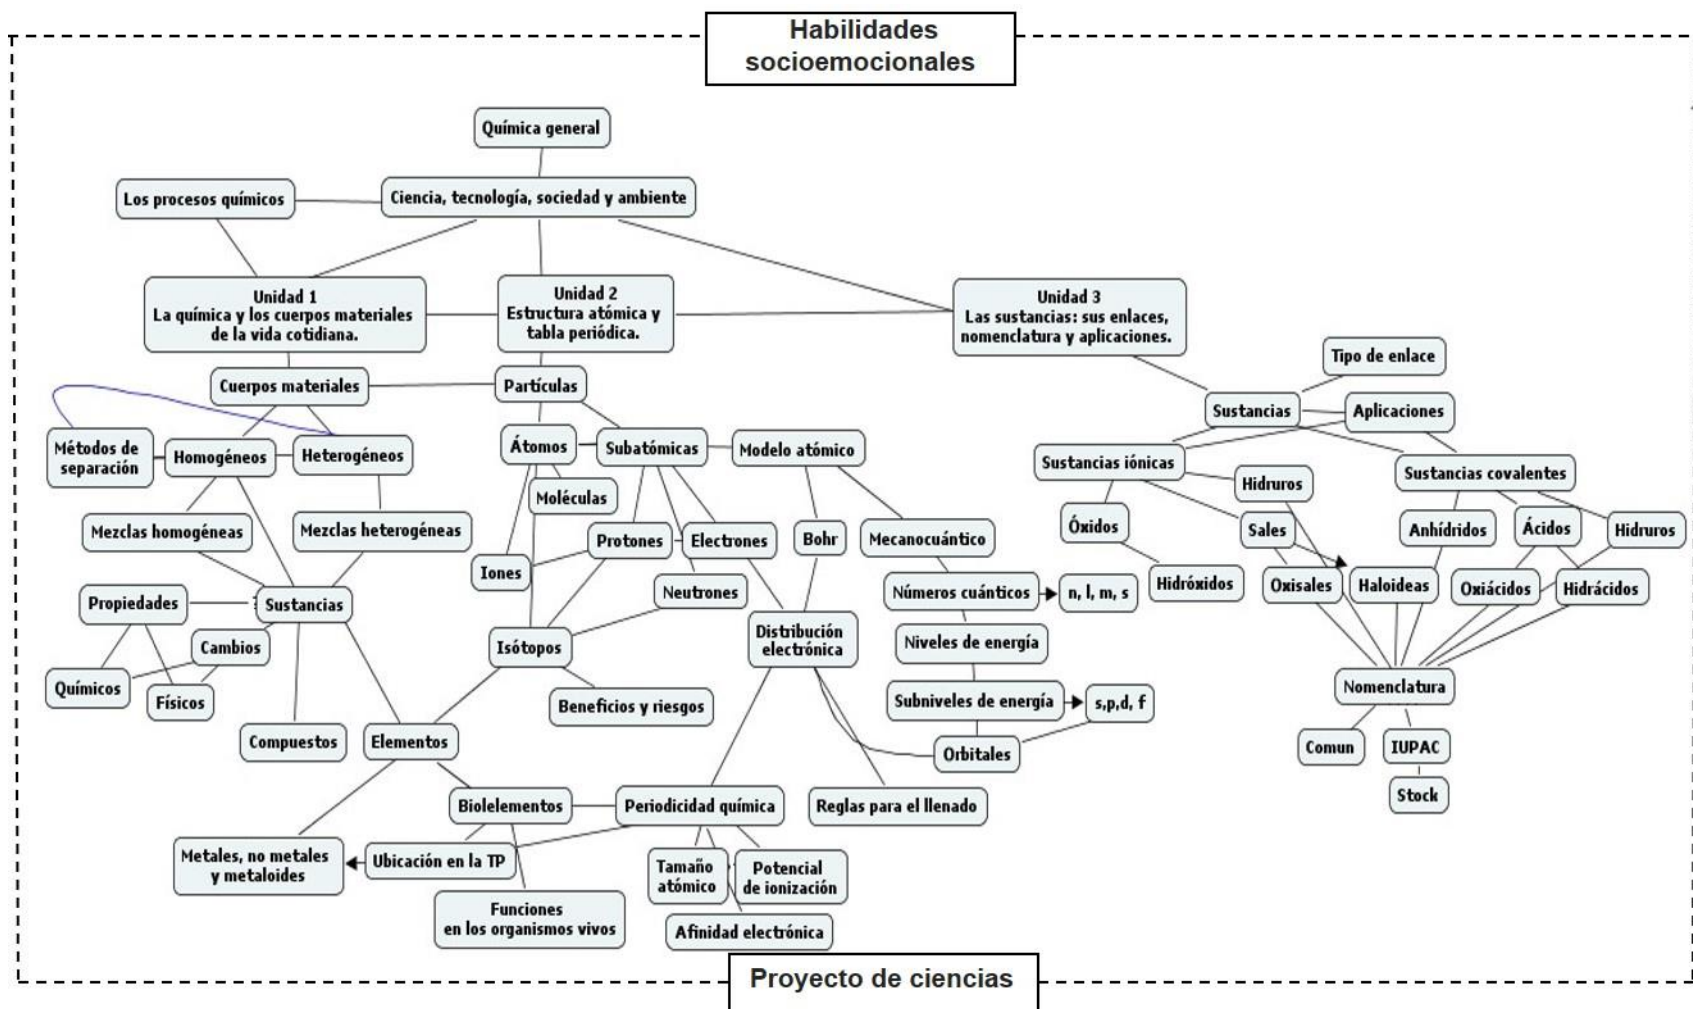 Habilidades
socioemocionales
Química general
Los procesos químicos
Ciencia, tecnología, sociedad y ambiente
Unidad 1
La química y los cuerpos materiales
de la vida cotidiana.
Unidad 2
Estructura atómica y
tabla periódica.
Unidad 3
Las sustancias: sus enlaces,
nomenclatura y aplicaciones.
Tipo de enlace
Cuerpos materiales
Partículas
Sustancias
Aplicaciones
Métodos de
separación
Homogéneos
Heterogéneos
Átomos
Subatómicas
Modelo atómico
Sustancias iónicas
Sustancias covalentes
Moléculas
Hidruros
Mezclas homogéneas
Mezclas heterogéneas
Protones
Electrones
Bohr
Mecanocuántico
Óxidos
Sales
Anhídridos
Ácidos
Hidruros
Iones
Neutrones
Números cuánticos
n, l, m, s
Hidróxidos
Oxisales
Haloideas
Oxiácidos
Hidrácidos
Propiedades
Sustancias
Cambios
Isótopos
Distribución
electrónica
Niveles de energía
Químicos
Físicos
Beneficios y riesgos
Subniveles de energía
s,p,d, f
Nomenclatura
Compuestos
Elementos
Orbitales
Comun
IUPAC
Stock
Biolelementos
Periodicidad química
Reglas para el llenado
Metales, no metales
y metaloides
Ubicación en la TP
Tamaño
atómico
Potencial
de ionización
Funciones
en los organismos vivos
Afinidad electrónica
Proyecto de ciencias